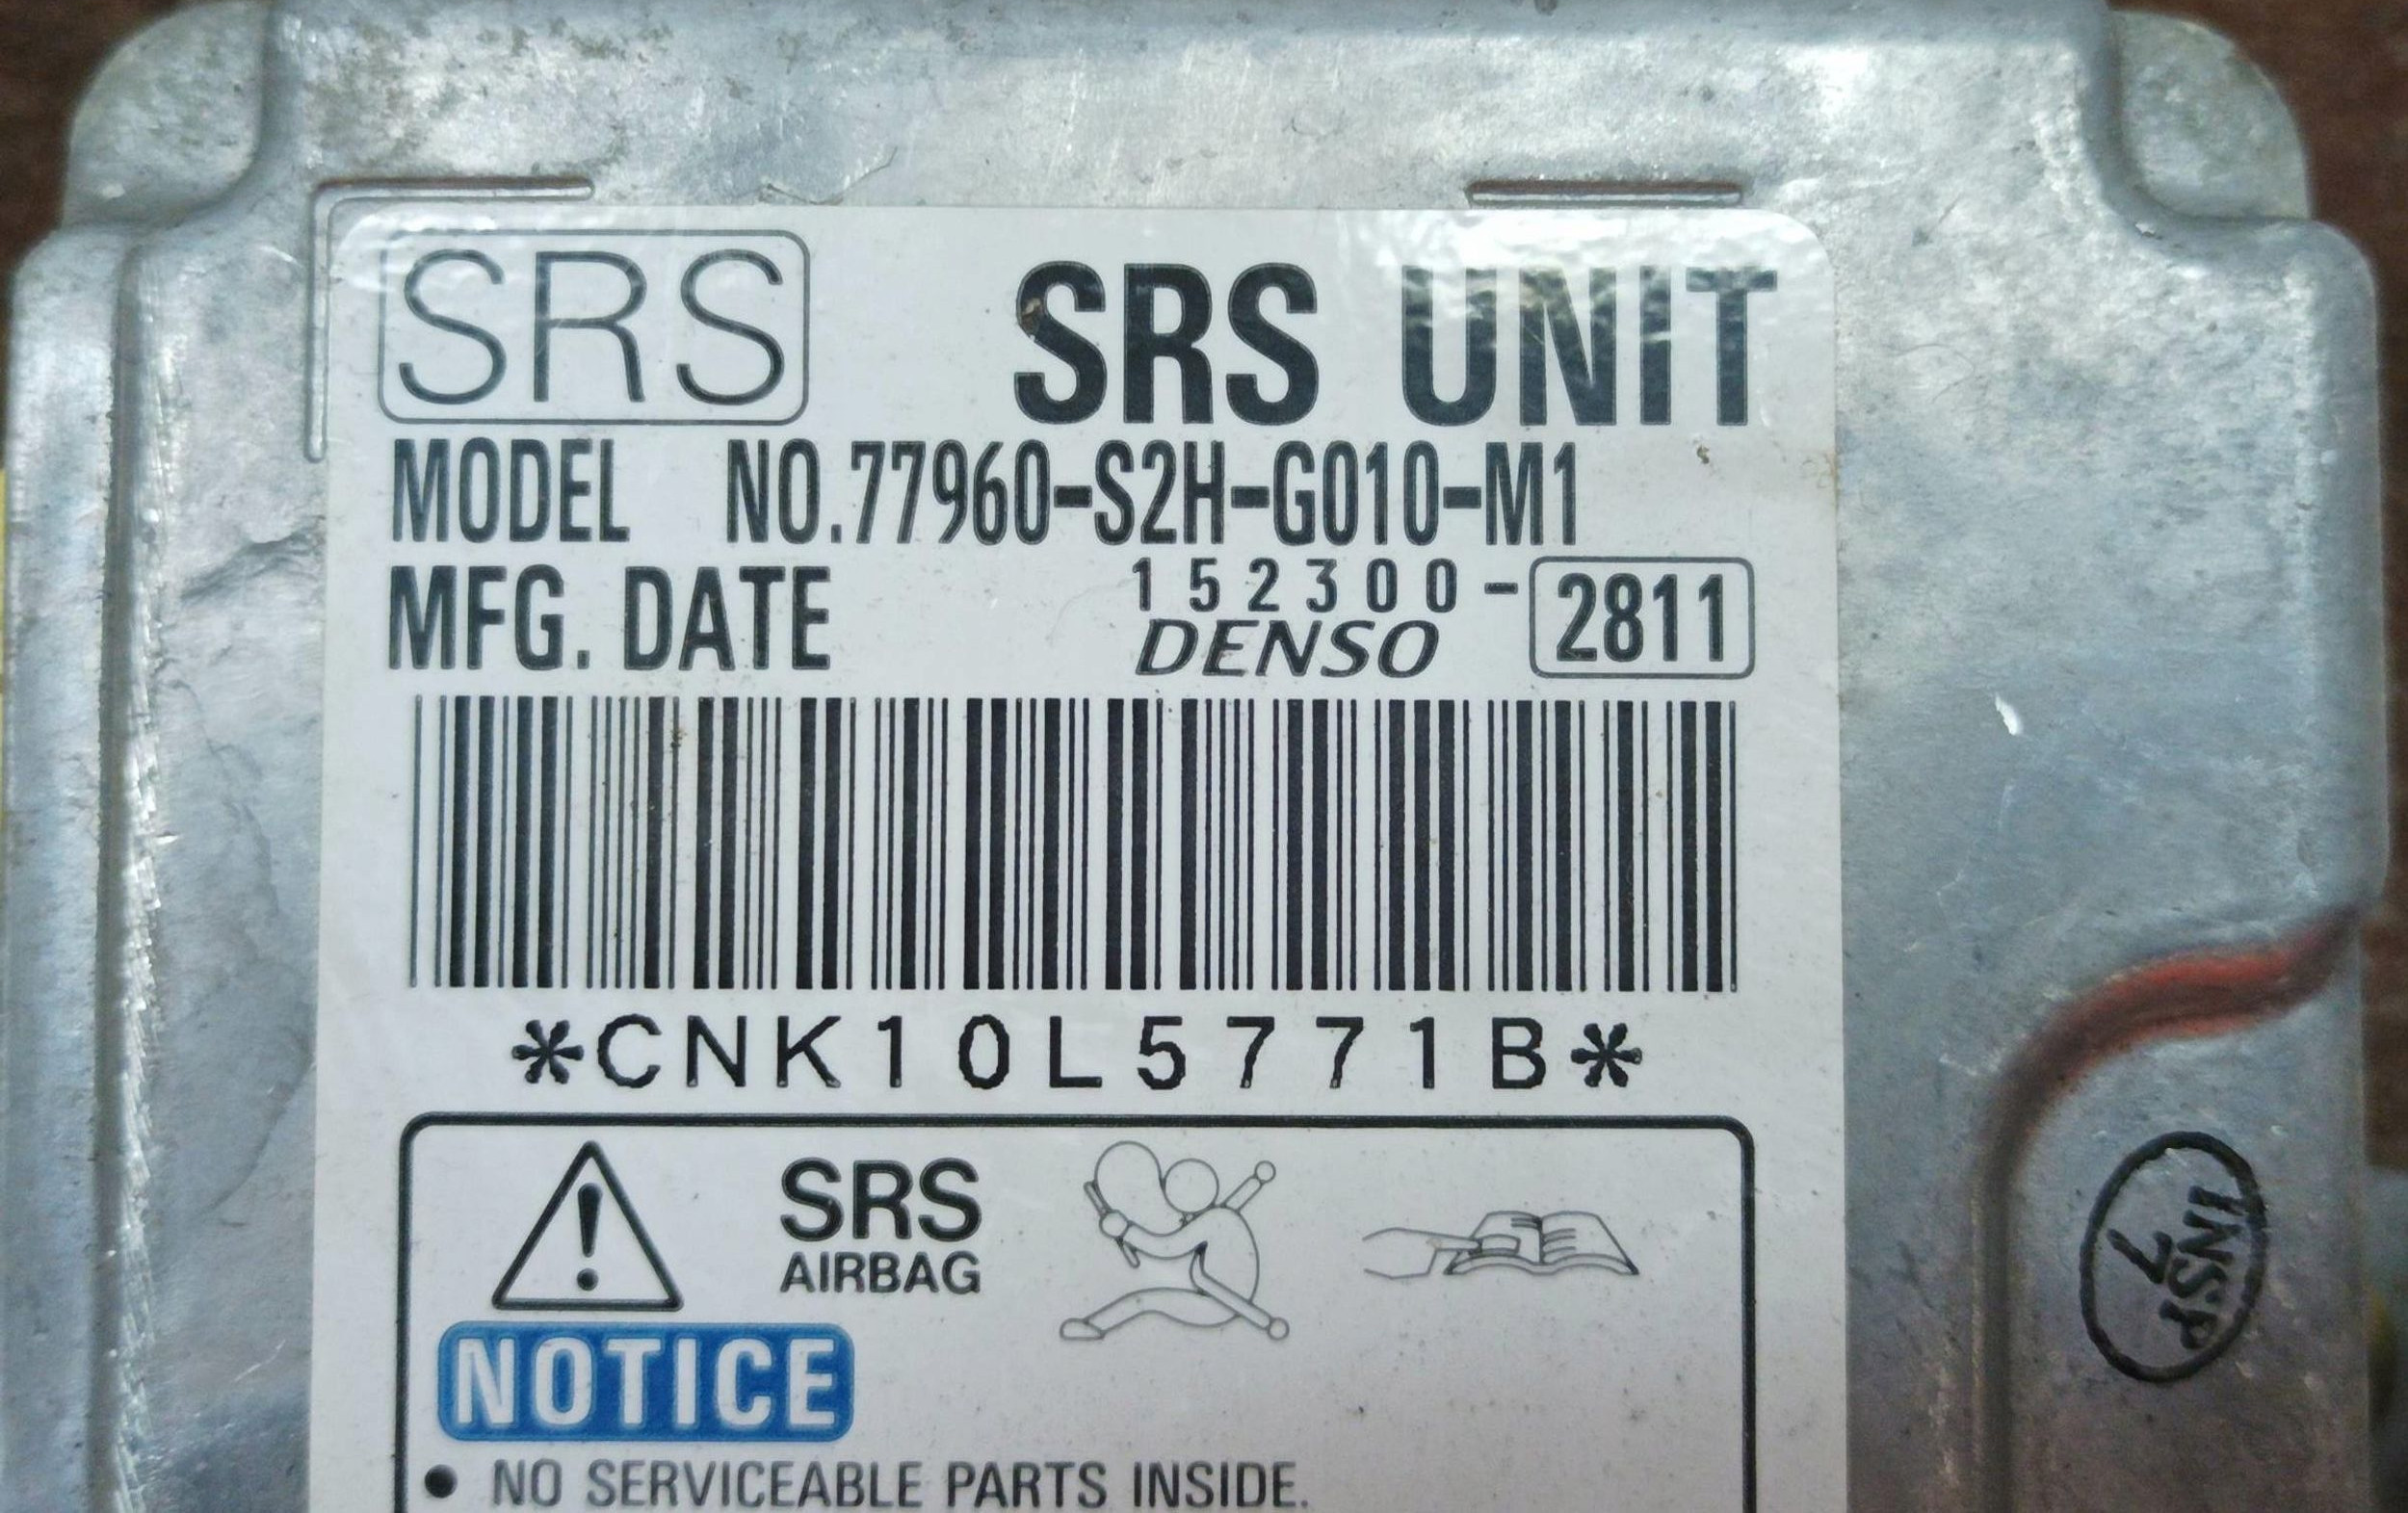 SRS SRS UNIT
MODEL NO.77960-S2H-G010-M1
MFG. DATE 152300-2811
DENSO
*CNK10L5771B*
SRS
AIRBAG
NOTICE
• NO SERVICEABLE PARTS INSIDE.
INSP
7